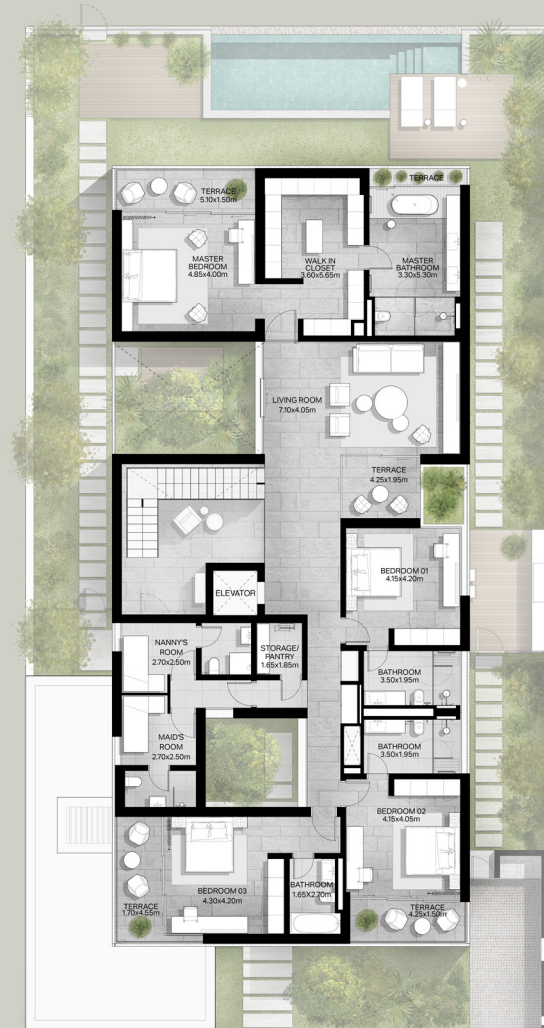 TERRACE
5.10x1.50m
TERRACE
MASTER
BEDROOM
4.85x4.00m
WALK IN
CLOSET
3.60x5.65m
MASTER
BATHROOM
3.30x5.30m
LIVING ROOM
7.10x4.05m
TERRACE
4.25x1.95m
BEDROOM 01
4.15x4.20m
ELEVATOR
NANNY'S
ROOM
2.70x2.50m
STORAGE/
PANTRY
1.65x1.85m
BATHROOM
3.50x1.95m
MAID'S
ROOM
2.70x2.50m
BATHROOM
3.50x1.95m
BEDROOM 02
4.15x4.05m
BEDROOM 03
4.30x4.20m
BATHROOM
1.65X2.70m
TERRACE
1.70x4.55m
TERRACE
4.25x1.50m